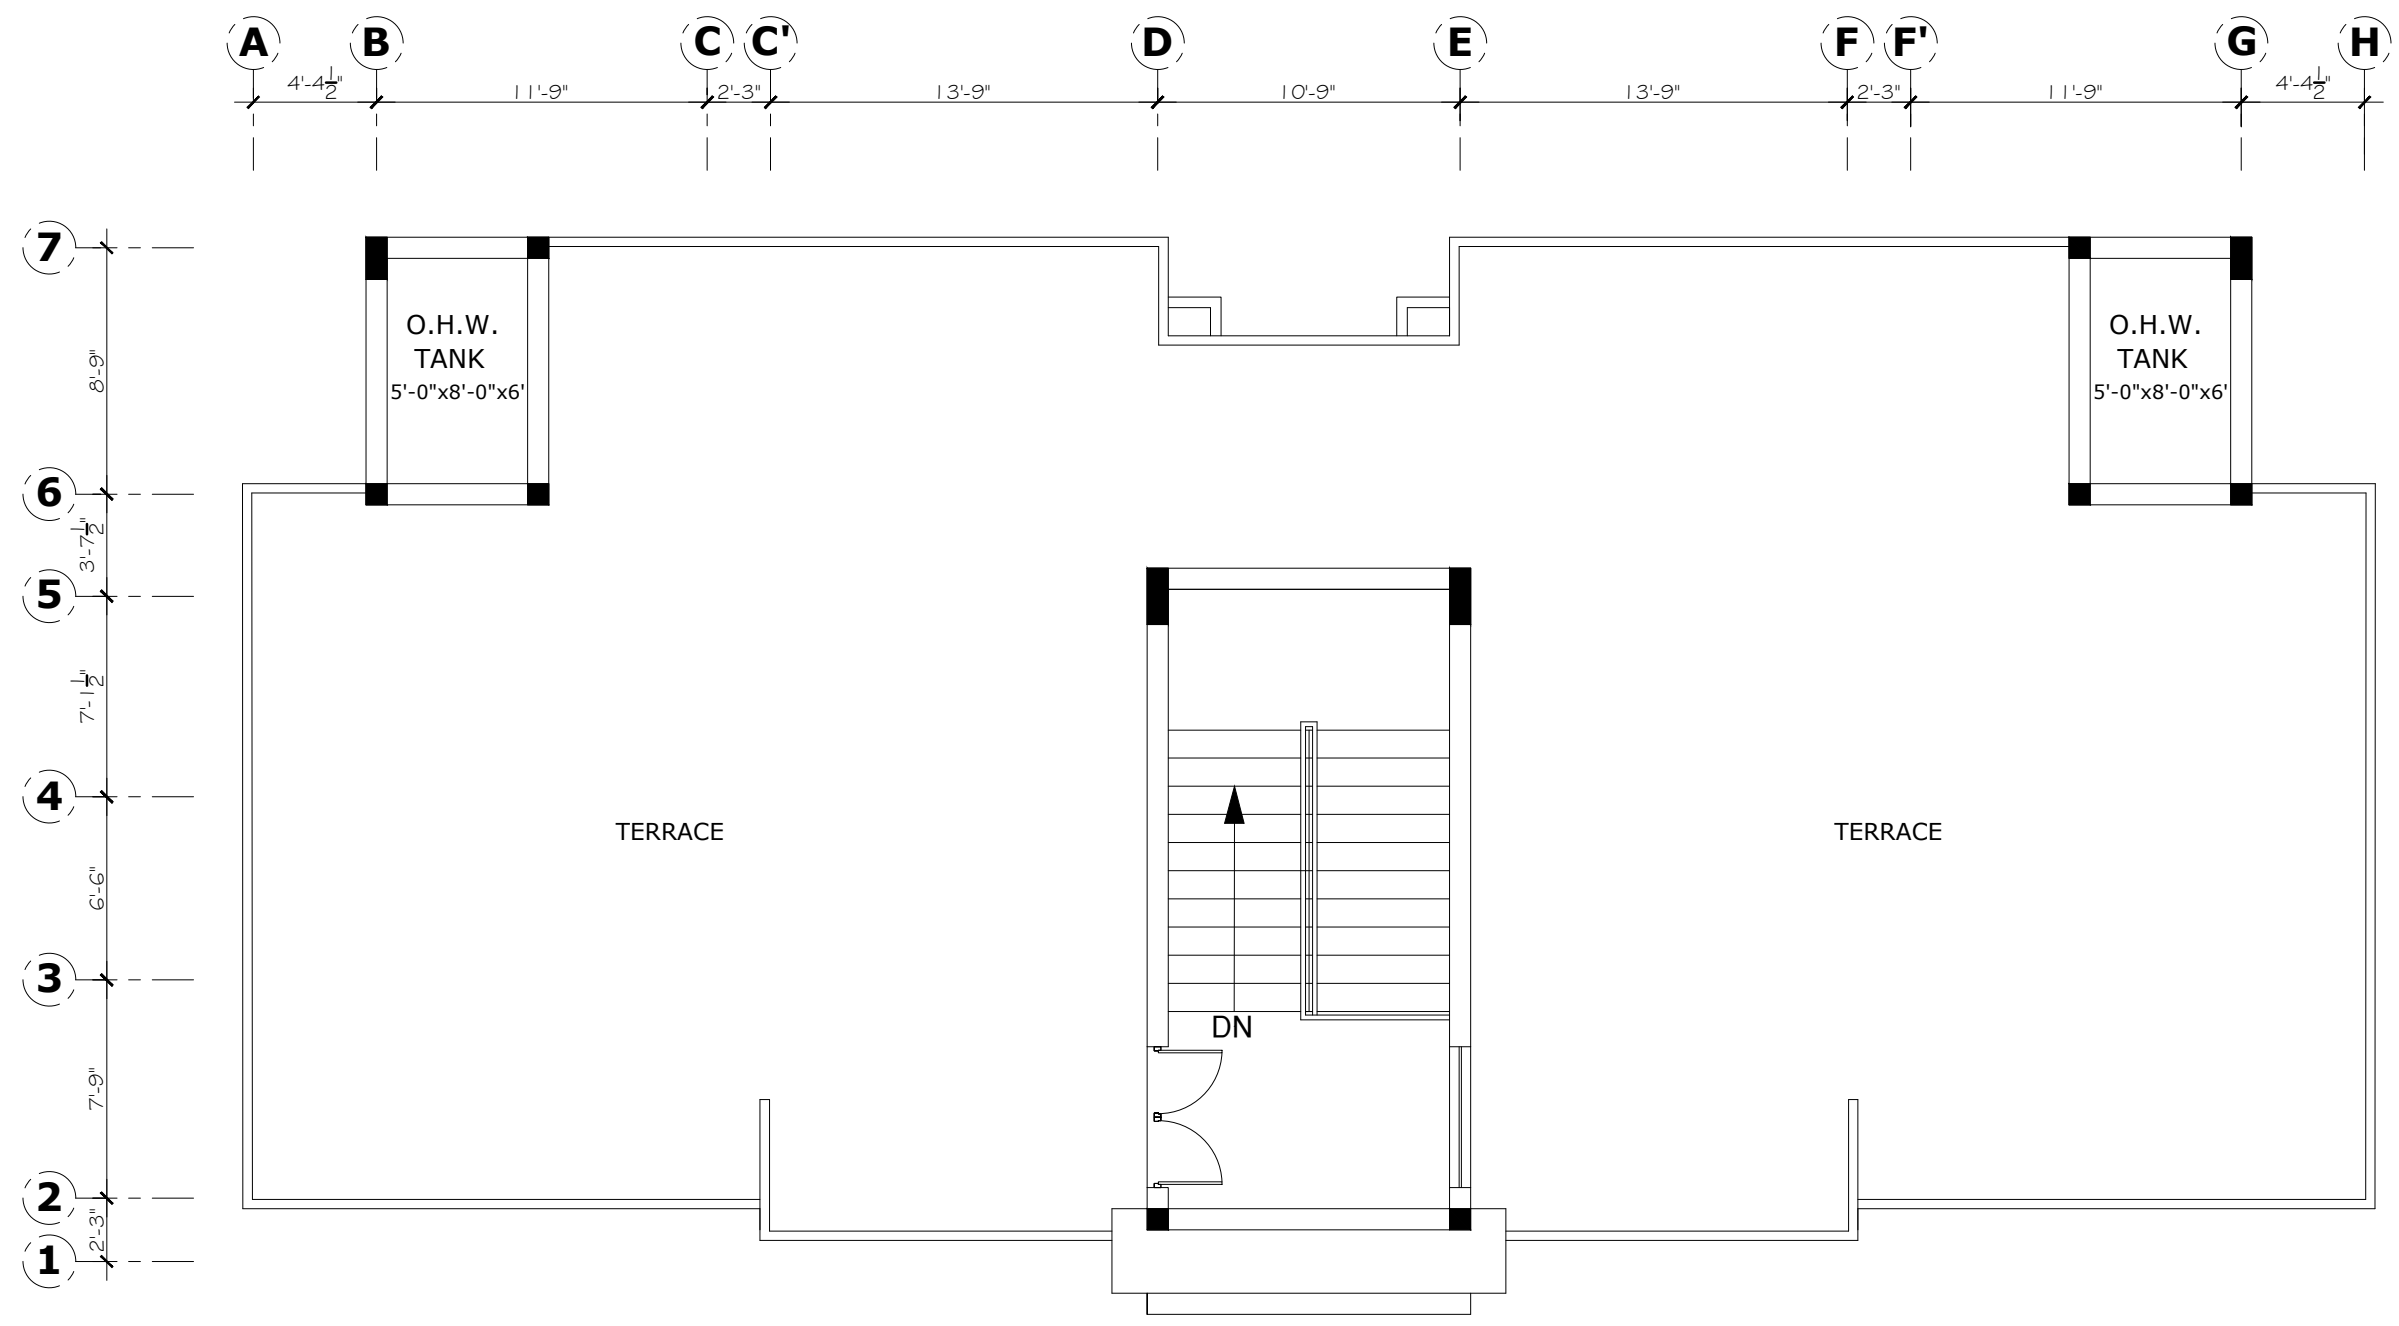 A B C C' D E F F' G H
4'-4½" 11'-9" 2'-3" 13'-9" 10'-9" 13'-9" 2'-3" 11'-9" 4'-4½"
7
8'-9"
6
3'-7½"
5
7'-1½"
4
6'-6"
3
7'-9"
2
2'-3"
1
O.H.W.
TANK
5'-0"x8'-0"x6'
O.H.W.
TANK
5'-0"x8'-0"x6'
TERRACE
TERRACE
DN